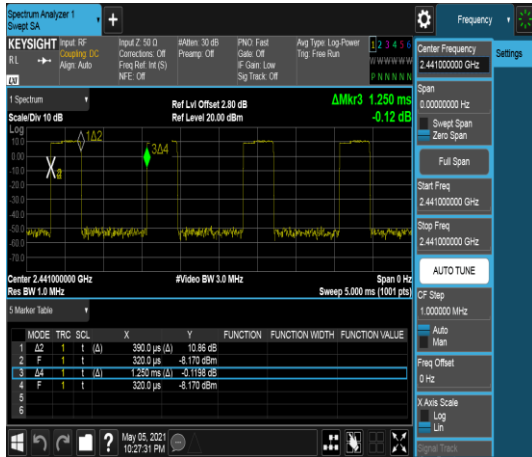 Spectrum Analyzer 1
Swept SA
Frequency
KEYSIGHT Input: RF Input Z: 50 Ω #Atten: 30 dB PNO: Fast Avg Type: Log-Power 1 2 3 4 5 6
RL Coupling: DC Corrections: Off Preamp: Off Gate: Off Trig: Free Run
Align: Auto Freq Ref: Int (S) IF Gain: Low W W W W W W
NFE: Off Sig Track: Off P N N N N N
LXI
1 Spectrum
Scale/Div 10 dB
Ref Lvl Offset 2.80 dB
Ref Level 20.00 dBm
ΔMkr3 1.250 ms
-0.12 dB
Log
10.0
0.00
-10.0
-20.0
-30.0
-40.0
-50.0
-60.0
-70.0
1Δ2
3Δ4
X
Center 2.441000000 GHz #Video BW 3.0 MHz Span 0 Hz
Res BW 1.0 MHz Sweep 5.000 ms (1001 pts)
5 Marker Table
MODE TRC SCL X Y FUNCTION FUNCTION WIDTH FUNCTION VALUE
1 Δ2 1 t (Δ) 390.0 µs (Δ) 10.86 dB
2 F 1 t 320.0 µs -8.170 dBm
3 Δ4 1 t (Δ) 1.250 ms (Δ) -0.1198 dB
4 F 1 t 320.0 µs -8.170 dBm
5
6
May 05, 2021
10:27:31 PM
Center Frequency
2.441000000 GHz
Settings
Span
0.00000000 Hz
Swept Span
Zero Span
Full Span
Start Freq
2.441000000 GHz
Stop Freq
2.441000000 GHz
AUTO TUNE
CF Step
1.000000 MHz
Auto
Man
Freq Offset
0 Hz
X Axis Scale
Log
Lin
Signal Track